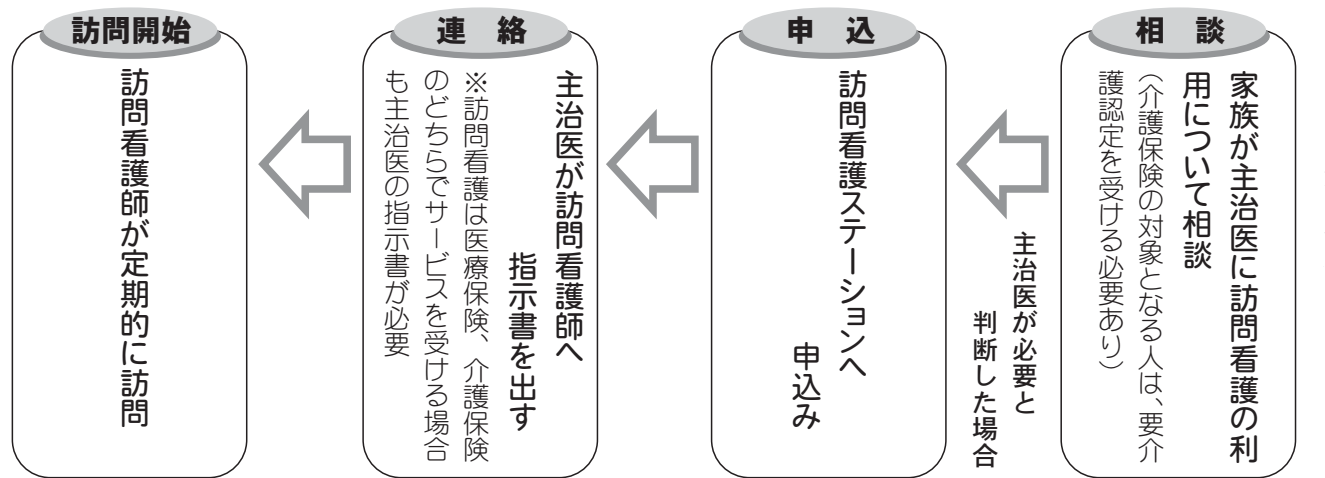 相 談
家族が主治医に訪問看護の利
用について相談
（介護保険の対象となる人は、要介
護認定を受ける必要あり）
主治医が必要と
判断した場合
申 込
訪問看護ステーションへ
申込み
連 絡
主治医が訪問看護師へ
指示書を出す
※訪問看護は医療保険、介護保険
のどちらでサービスを受ける場合
も主治医の指示書が必要
訪問開始
訪問看護師が定期的に訪問